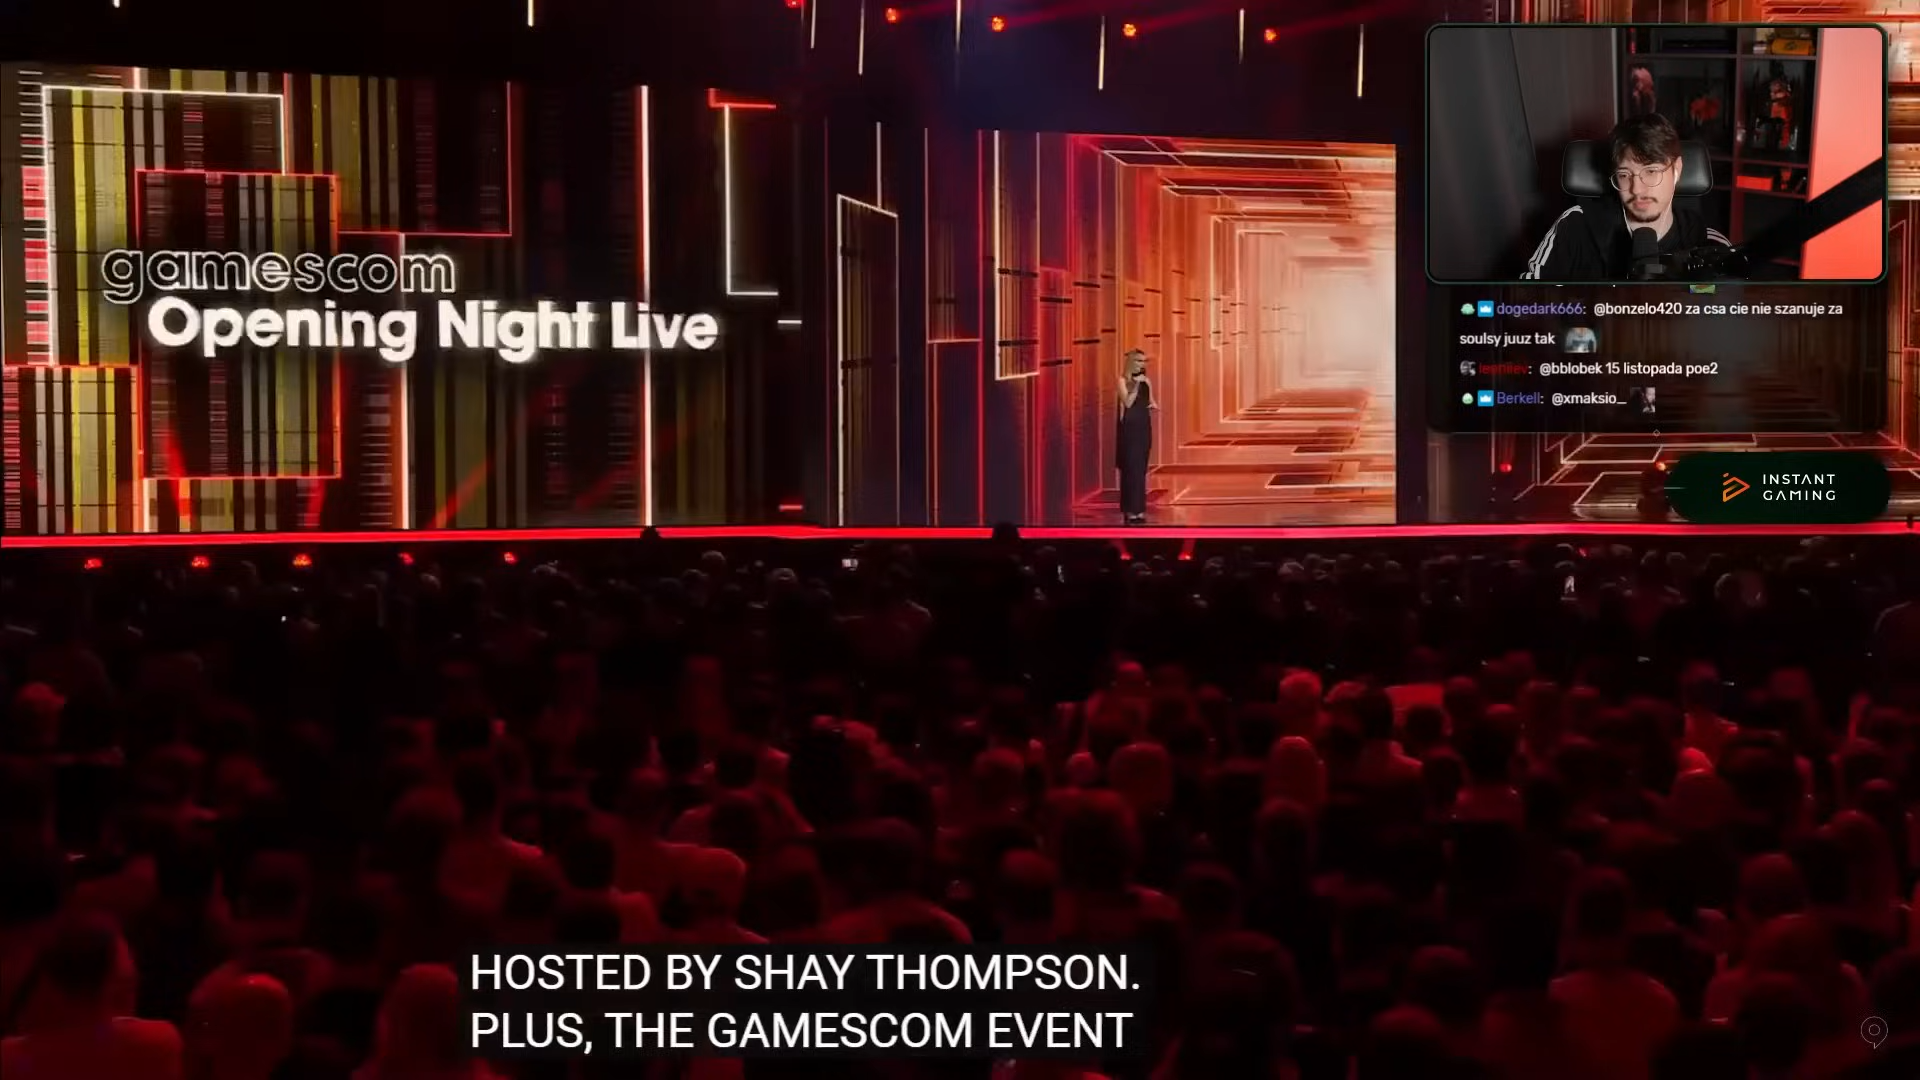 gamescom
Opening Night Live
dogedark666: @bonzelo420 za csa cie nie szanuje za
soulsy juuz tak
@bblobek 15 listopada poe2
Berkell: @xmaksio_
INSTANT
GAMING
HOSTED BY SHAY THOMPSON.
PLUS, THE GAMESCOM EVENT